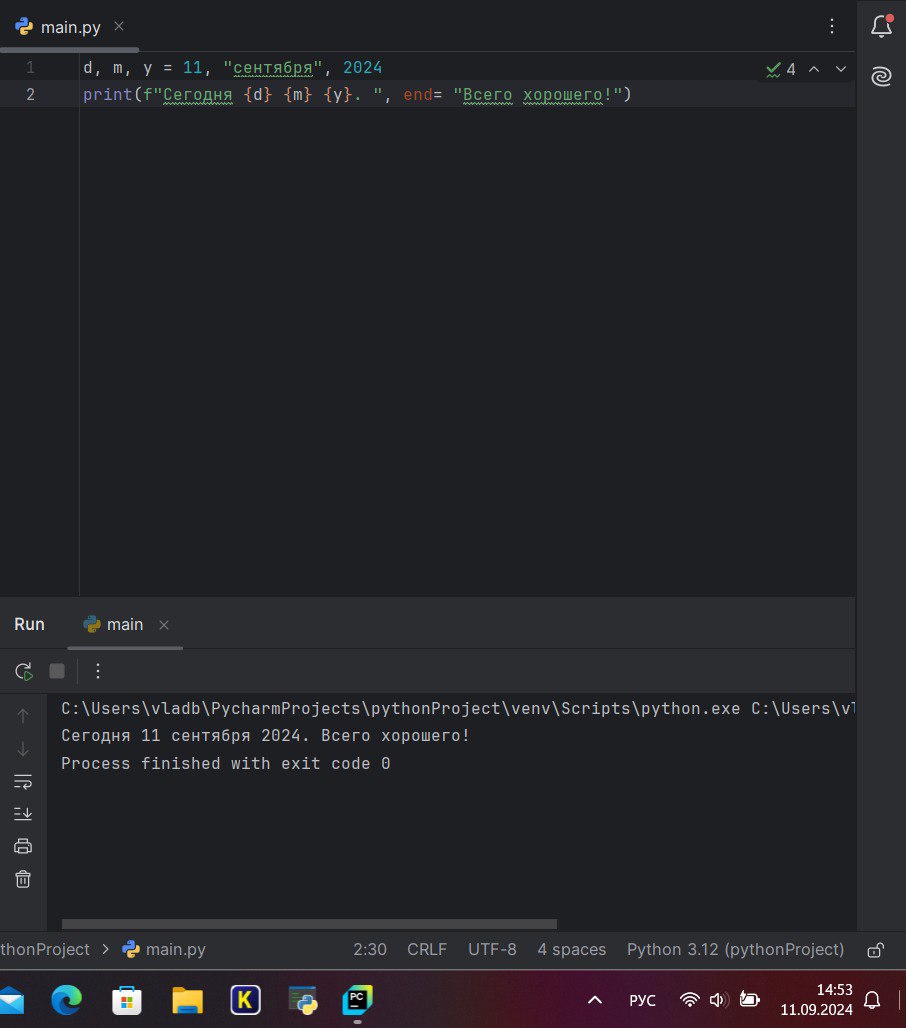 main.py
4
1 d, m, y = 11, "сентября", 2024
2 print(f"Сегодня {d} {m} {y}. ", end= "Всего хорошего!")
Run main
C:\Users\vladb\PycharmProjects\pythonProject\venv\Scripts\python.exe C:\Users\vl
Сегодня 11 сентября 2024. Всего хорошего!
Process finished with exit code 0
thonProject > main.py 2:30 CRLF UTF-8 4 spaces Python 3.12 (pythonProject)
K PC РУС 14:53
11.09.2024